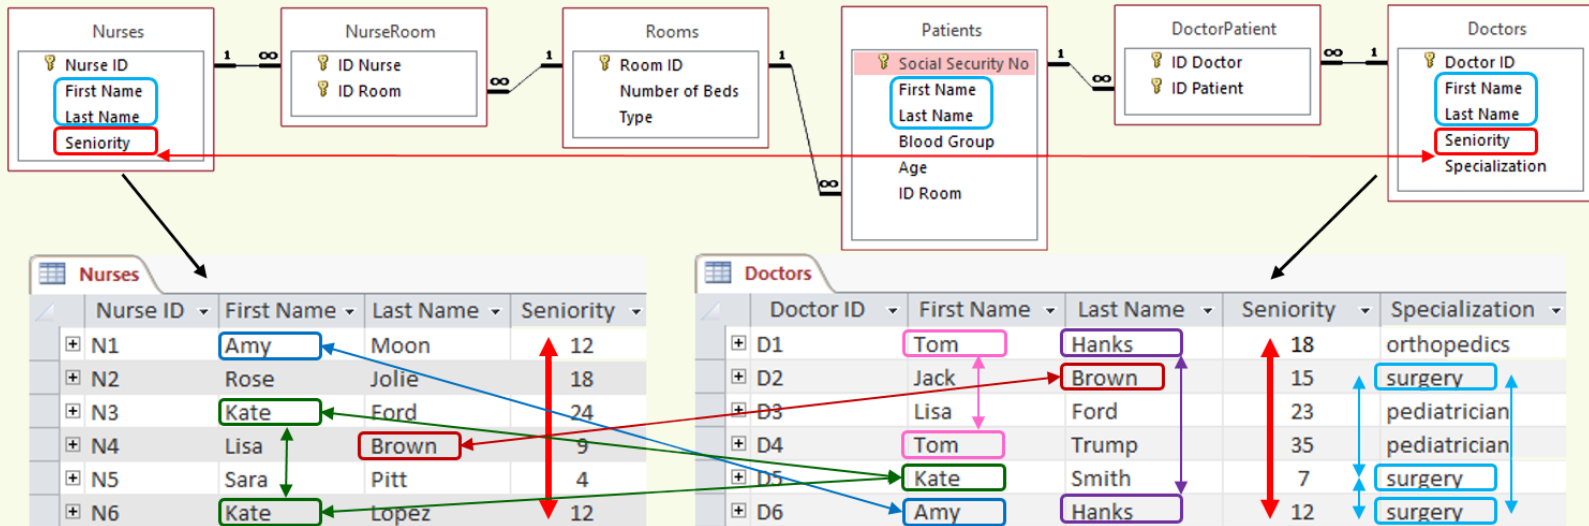 Nurses
Nurse ID
First Name
Last Name
Seniority
1 ∞
NurseRoom
ID Nurse
ID Room
∞ 1
Rooms
Room ID
Number of Beds
Type
1
∞
Patients
Social Security No
First Name
Last Name
Blood Group
Age
ID Room
1
∞
DoctorPatient
ID Doctor
ID Patient
∞ 1
Doctors
Doctor ID
First Name
Last Name
Seniority
Specialization
Nurses
Nurse ID First Name Last Name Seniority
N1 Amy Moon 12
N2 Rose Jolie 18
N3 Kate Ford 24
N4 Lisa Brown 9
N5 Sara Pitt 4
N6 Kate Lopez 12
Doctors
Doctor ID First Name Last Name Seniority Specialization
D1 Tom Hanks 18 orthopedics
D2 Jack Brown 15 surgery
D3 Lisa Ford 23 pediatrician
D4 Tom Trump 35 pediatrician
D5 Kate Smith 7 surgery
D6 Amy Hanks 12 surgery